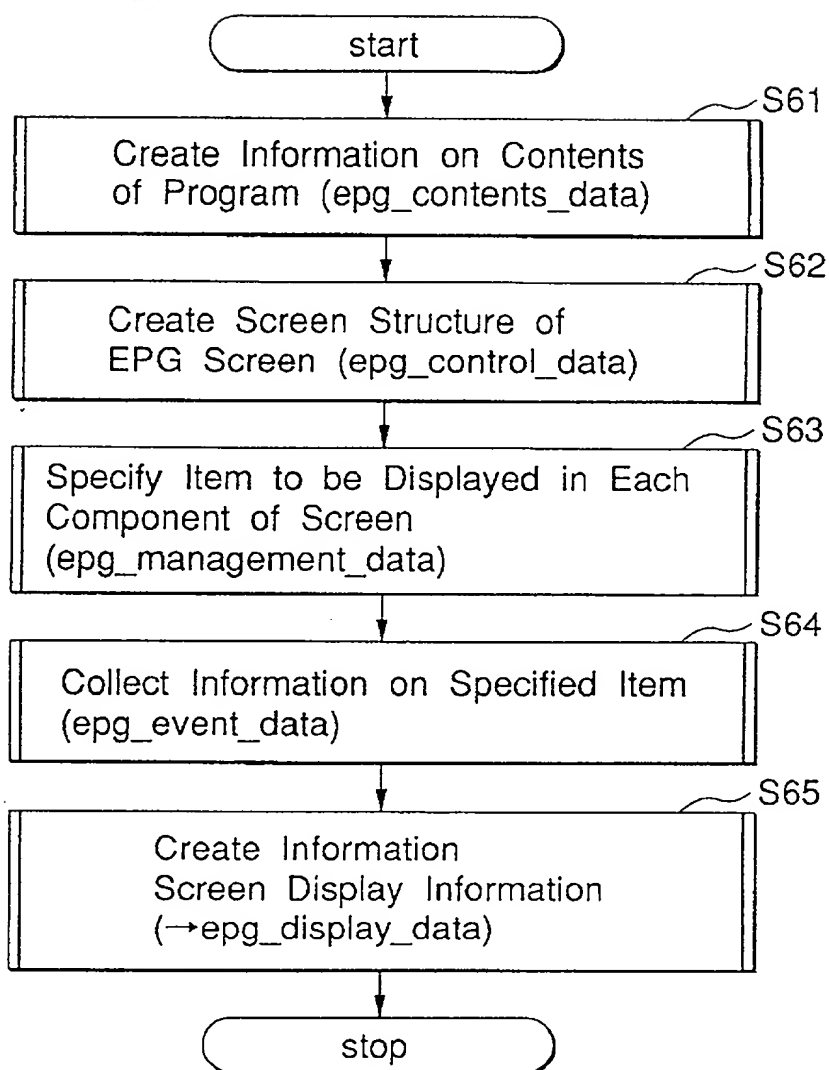 start
S61
Create Information on Contents
of Program (epg_contents_data)
S62
Create Screen Structure of
EPG Screen (epg_control_data)
S63
Specify Item to be Displayed in Each
Component of Screen
(epg_management_data)
S64
Collect Information on Specified Item
(epg_event_data)
S65
Create Information
Screen Display Information
(→epg_display_data)
stop